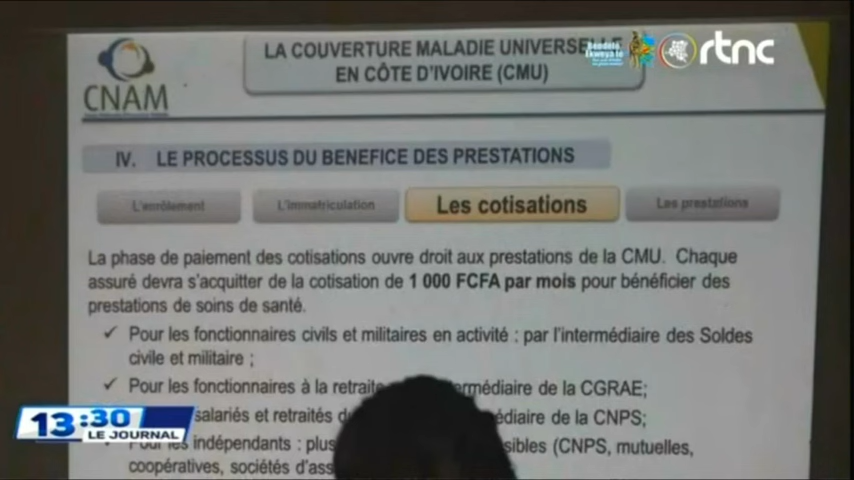 LA COUVERTURE MALADIE UNIVERSELLE
EN CÔTE D'IVOIRE (CMU)
CNAM
rtnc
IV. LE PROCESSUS DU BENEFICE DES PRESTATIONS
L'enrôlement
L'immatriculation
Les cotisations
Les prestations
La phase de paiement des cotisations ouvre droit aux prestations de la CMU. Chaque
assuré devra s'acquitter de la cotisation de 1 000 FCFA par mois pour bénéficier des
prestations de soins de santé.
✓ Pour les fonctionnaires civils et militaires en activité : par l'intermédiaire des Soldes
civile et militaire ;
✓ Pour les fonctionnaires à la retraite ermédiaire de la CGRAE;
salariés et retraités d édiaire de la CNPS;
Pour les indépendants : plus sibles (CNPS, mutuelles,
coopératives, sociétés d'ass
13:30
LE JOURNAL